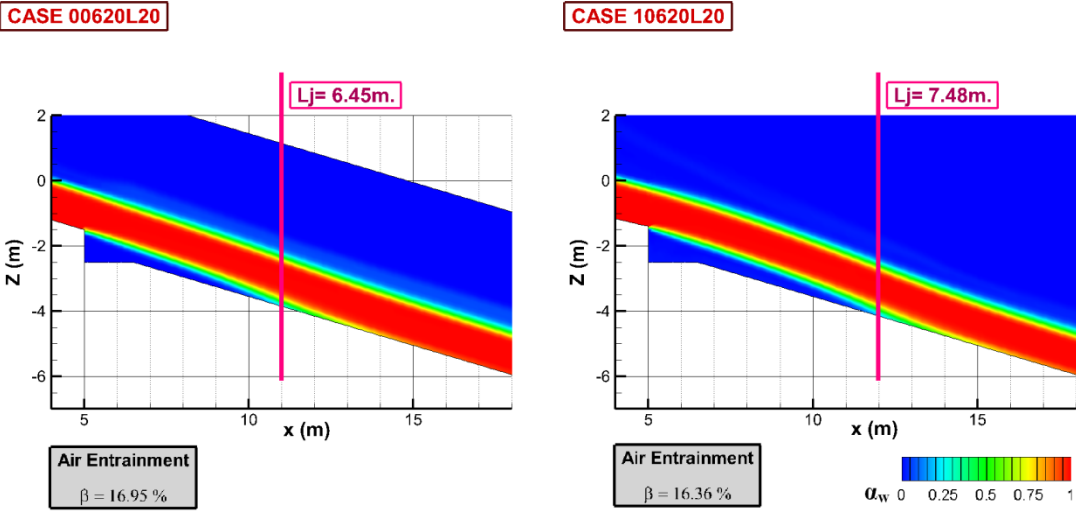 CASE 00620L20
CASE 10620L20
Lj= 6.45m.
Lj= 7.48m.
2
0
-2
-4
-6
Z (m)
5
10
15
x (m)
2
0
-2
-4
-6
Z (m)
5
10
15
x (m)
Air Entrainment
β = 16.95 %
Air Entrainment
β = 16.36 %
αw 0 0.25 0.5 0.75 1